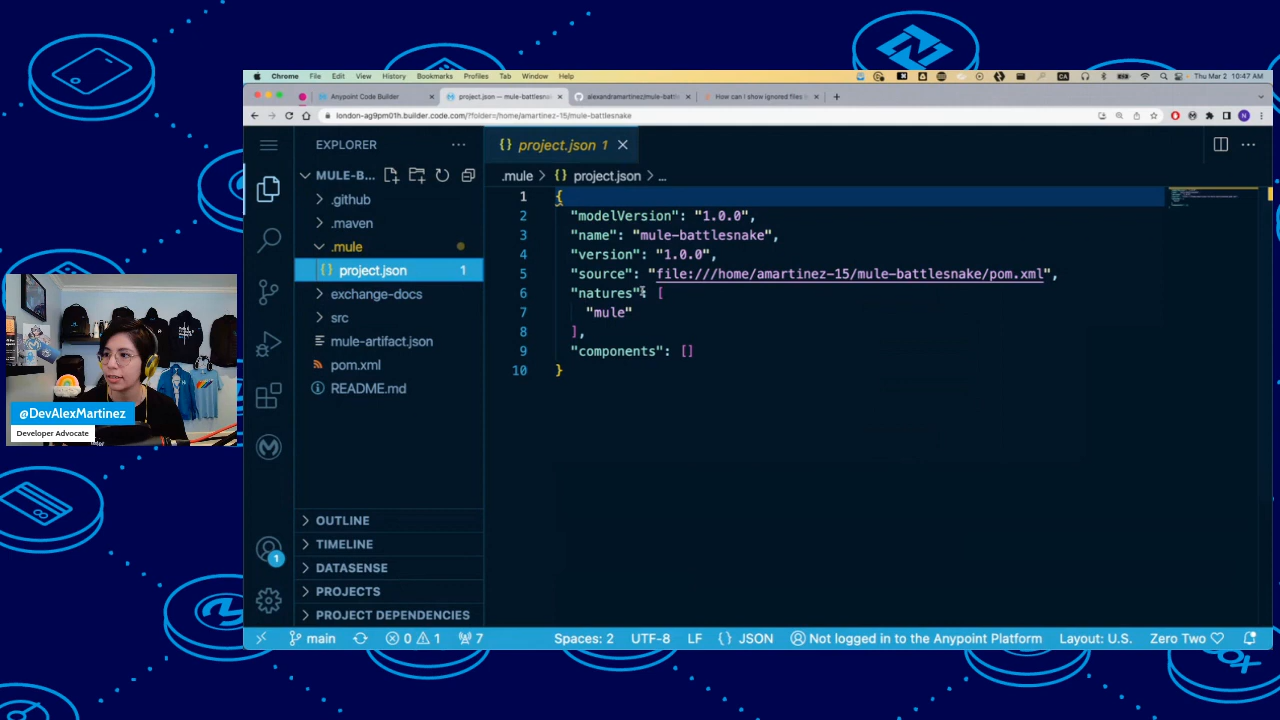 Chrome File Edit View History Bookmarks Profiles Tab Window Help
CA
Thu Mar 2 10:47 AM
Anypoint Code Builder
project.json — mule-battlesna
alexandramartinez/mule-batt
How can I show ignored files
london-ag9pm01h.builder.code.com/?folder=/home/amartinez-15/mule-battlesnake
N
EXPLORER
{} project.json 1
MULE-B...
.mule > {} project.json > ...
.github
.maven
.mule
{} project.json 1
exchange-docs
src
mule-artifact.json
pom.xml
README.md
1 {
2 "modelVersion": "1.0.0",
3 "name": "mule-battlesnake",
4 "version": "1.0.0",
5 "source": "file:///home/amartinez-15/mule-battlesnake/pom.xml",
6 "natures": [
7 "mule"
8 ],
9 "components": []
10 }
@DevAlexMartinez
Developer Advocate
OUTLINE
TIMELINE
DATASENSE
PROJECTS
PROJECT DEPENDENCIES
1
main 0 1 7 Spaces: 2 UTF-8 LF {} JSON Not logged in to the Anypoint Platform Layout: U.S. Zero Two